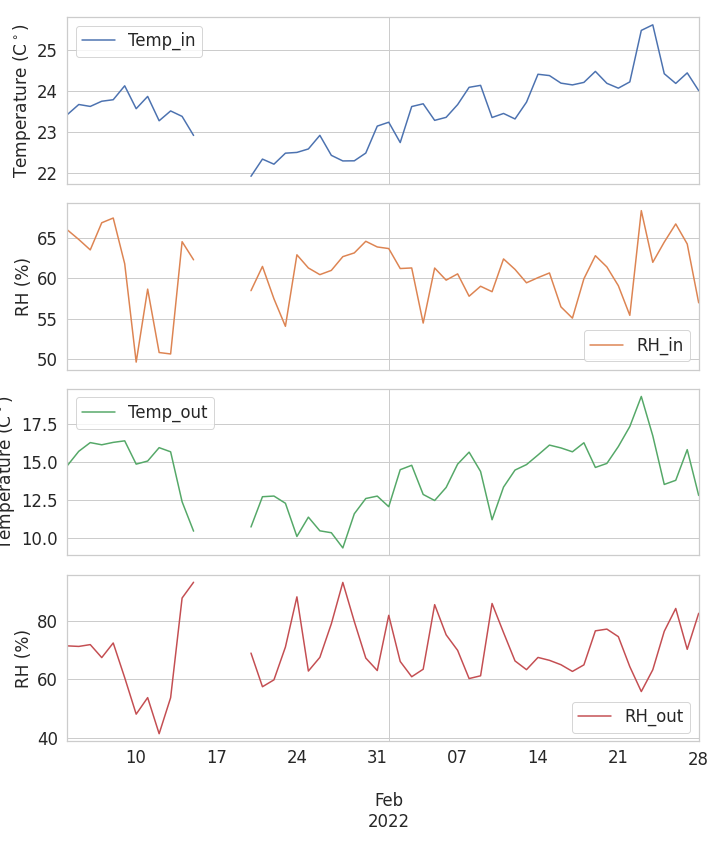 Temp_in
Temperature (C°)
25
24
23
22
RH (%)
65
60
55
50
RH_in
Temp_out
Temperature (C°)
17.5
15.0
12.5
10.0
RH (%)
80
60
40
RH_out
10 17 24 31 07 14 21 28
Feb
2022